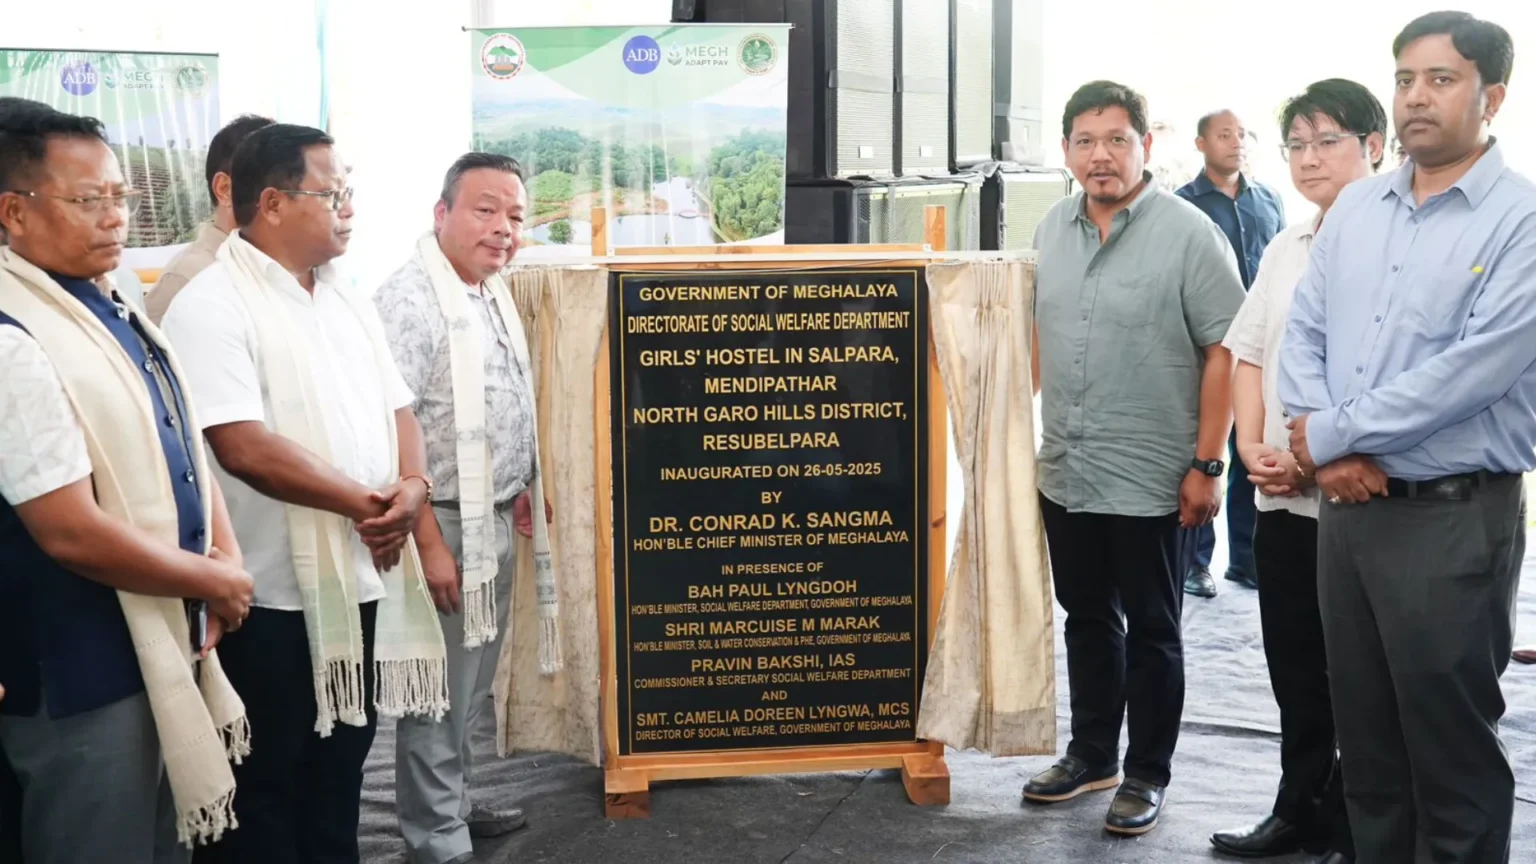 ADB
MEGH
ADAPT PAY
ADB
MEGH
ADAPT PAY
GOVERNMENT OF MEGHALAYA
DIRECTORATE OF SOCIAL WELFARE DEPARTMENT
GIRLS' HOSTEL IN SALPARA,
MENDIPATHAR
NORTH GARO HILLS DISTRICT,
RESUBELPARA
INAUGURATED ON 26-05-2025
BY
DR. CONRAD K. SANGMA
HON'BLE CHIEF MINISTER OF MEGHALAYA
IN PRESENCE OF
BAH PAUL LYNGDOH
HON'BLE MINISTER, SOCIAL WELFARE DEPARTMENT, GOVERNMENT OF MEGHALAYA
SHRI MARCUISE M MARAK
HON'BLE MINISTER, SOIL & WATER CONSERVATION & PHE, GOVERNMENT OF MEGHALAYA
PRAVIN BAKSHI, IAS
COMMISSIONER & SECRETARY SOCIAL WELFARE DEPARTMENT
AND
SMT. CAMELIA DOREEN LYNGWA, MCS
DIRECTOR OF SOCIAL WELFARE, GOVERNMENT OF MEGHALAYA